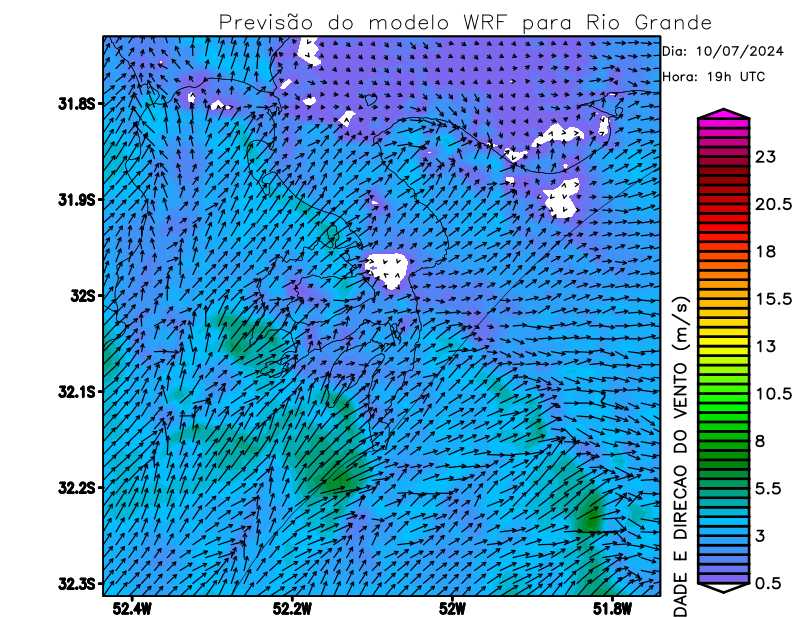 Previsão do modelo WRF para Rio Grande
Dia: 10/07/2024
Hora: 19h UTC
31.8S
31.9S
32S
32.1S
32.2S
32.3S
52.4W
52.2W
52W
51.8W
23
20.5
18
15.5
13
10.5
8
5.5
3
0.5
DADE E DIRECAO DO VENTO (m/s)